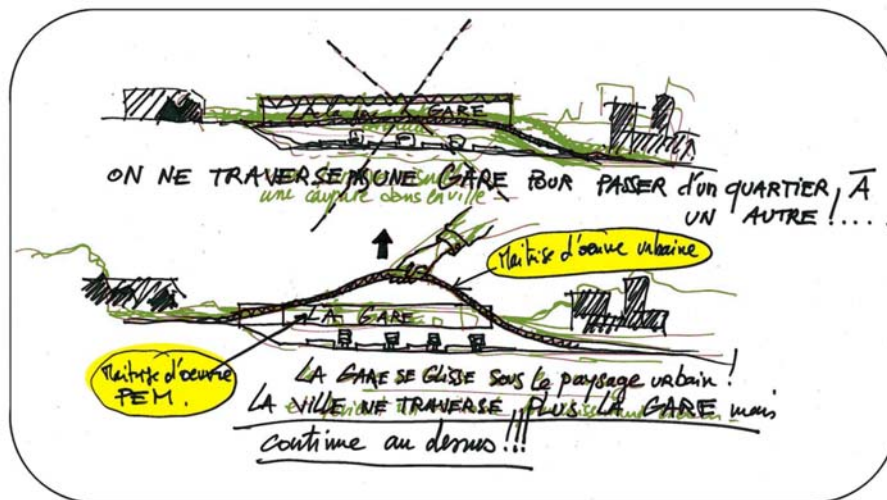 LA GARE
ON NE TRAVERSE PAS UNE GARE POUR PASSER d'un QUARTIER, À
une coupure dans en ville
UN AUTRE !....
Maîtrise d'œuvre urbaine
LA GARE
Maîtrise d'oeuvre
PEM.
LA GARE SE GLISSE SOUS le paysage urbain !
LA VILLE NE TRAVERSE PLUS LA GARE mais
continue au dessus !!!